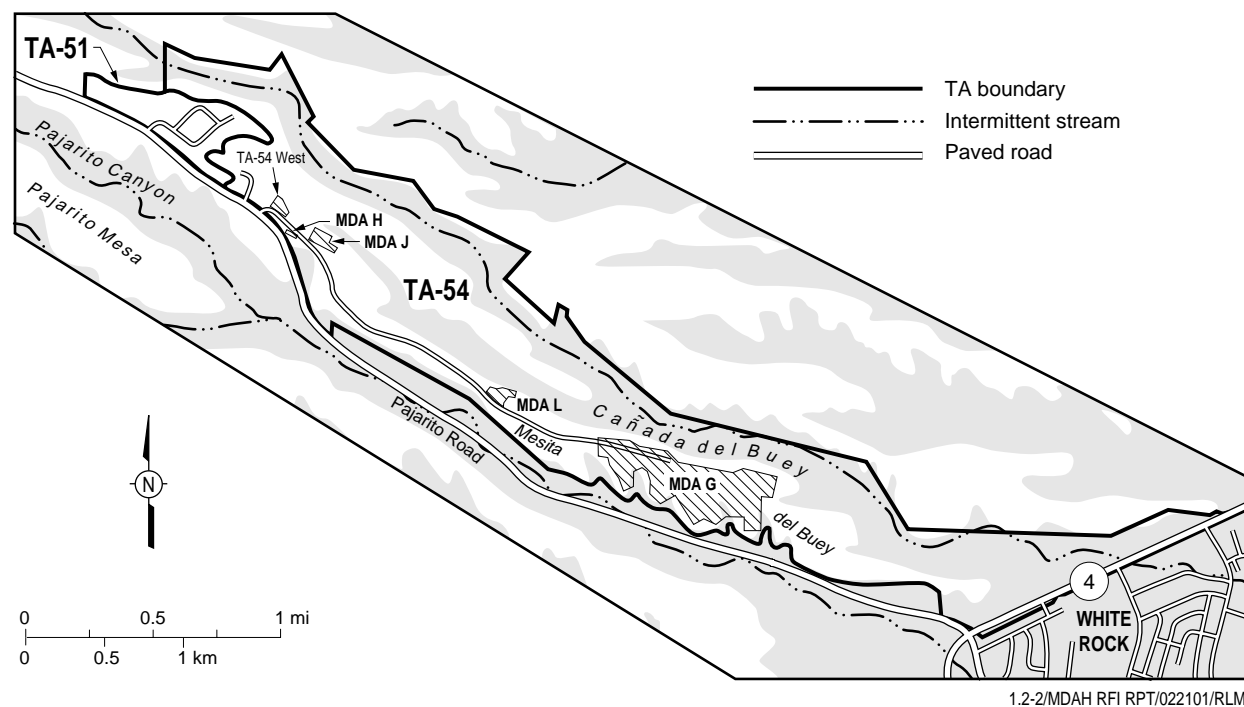 TA-51
TA boundary
Intermittent stream
Paved road
Pajarito Canyon
TA-54 West
Pajarito Mesa
MDA H
MDA J
TA-54
MDA L
Cañada del Buey
Pajarito Road
Mesita
MDA G
del Buey
N
4
WHITE
ROCK
0 0.5 1 mi
0 0.5 1 km
1.2-2/MDAH RFI RPT/022101/RLM